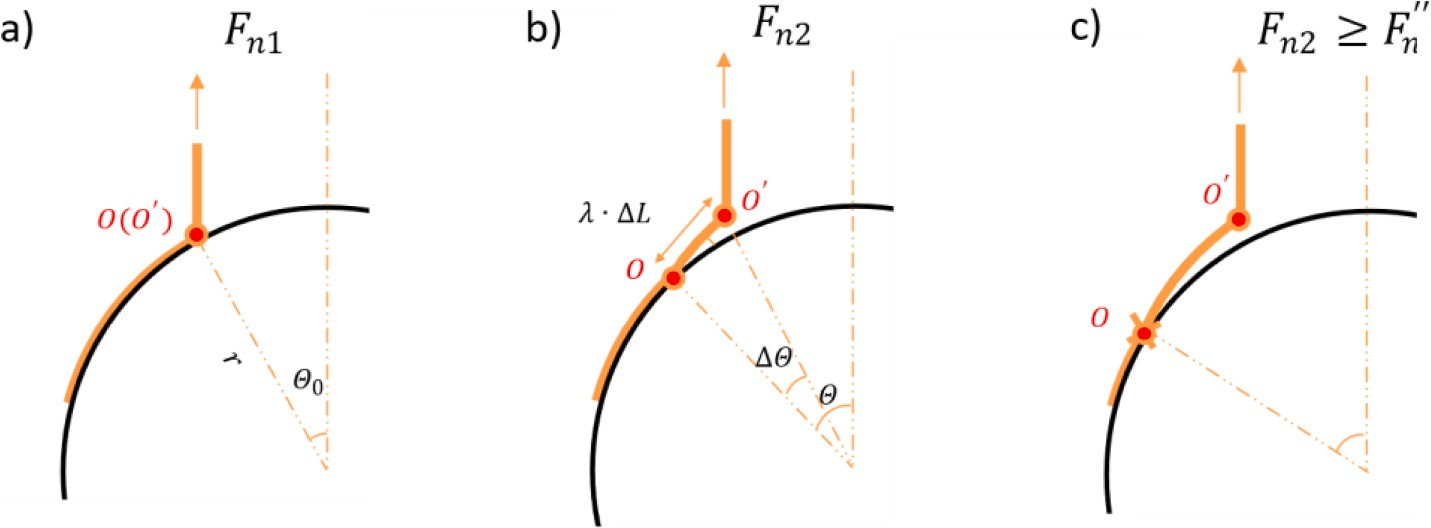 a)
F_{n1}
O(O′)
r
Θ_0
b)
F_{n2}
λ · ΔL
O′
O
ΔΘ
Θ
c)
F_{n2} ≥ F_n″
O′
O